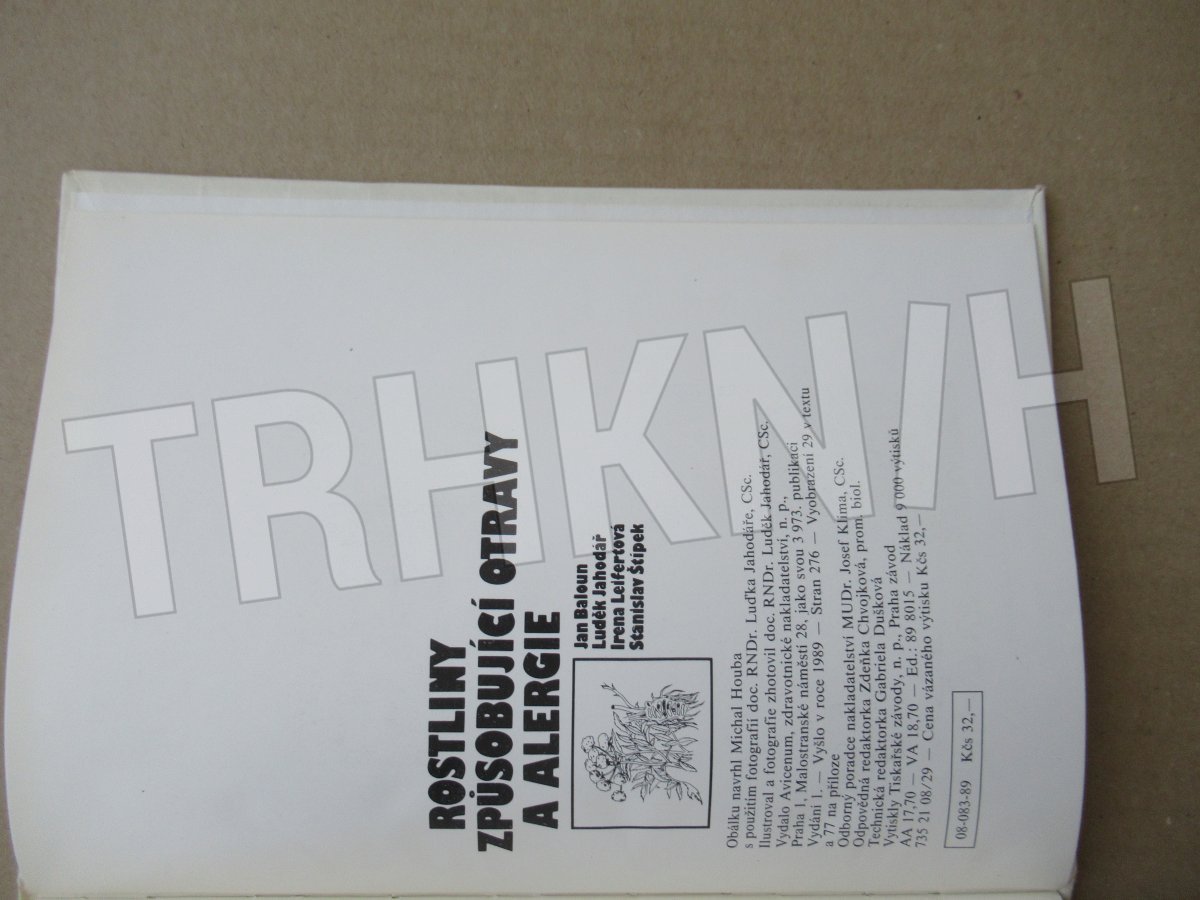 ROSTLINY
ZPŮSOBUJÍCÍ OTRAVY
A ALERGIE
Jan Baloun
Luděk Jahodář
Irena Leifertová
Stanislav Štípek
Obálku navrhl Michal Houba
s použitím fotografií doc. RNDr. Luďka Jahodáře, CSc.
Ilustroval a fotografie zhotovil doc. RNDr. Luděk Jahodář, CSc.
Vydalo Avicenum, zdravotnické nakladatelství, n. p.,
Praha 1, Malostranské náměstí 28, jako svou 3 973. publikaci
Vydání 1. — Vyšlo v roce 1989 — Stran 276 — Vyobrazení 29 v textu
a 77 na příloze
Odborný poradce nakladatelství MUDr. Josef Klíma, CSc.
Odpovědná redaktorka Zdeňka Chvojková, prom. biol.
Technická redaktorka Gabriela Dušková
Vytiskly Tiskařské závody, n. p., Praha závod
AA 17,70 — VA 18,70 — Ed.: 89 8015 — Náklad 9 000 výtisků
735 21 08/29 — Cena vázaného výtisku Kčs 32,—
08-083-89 Kčs 32,—
TRHKNIH